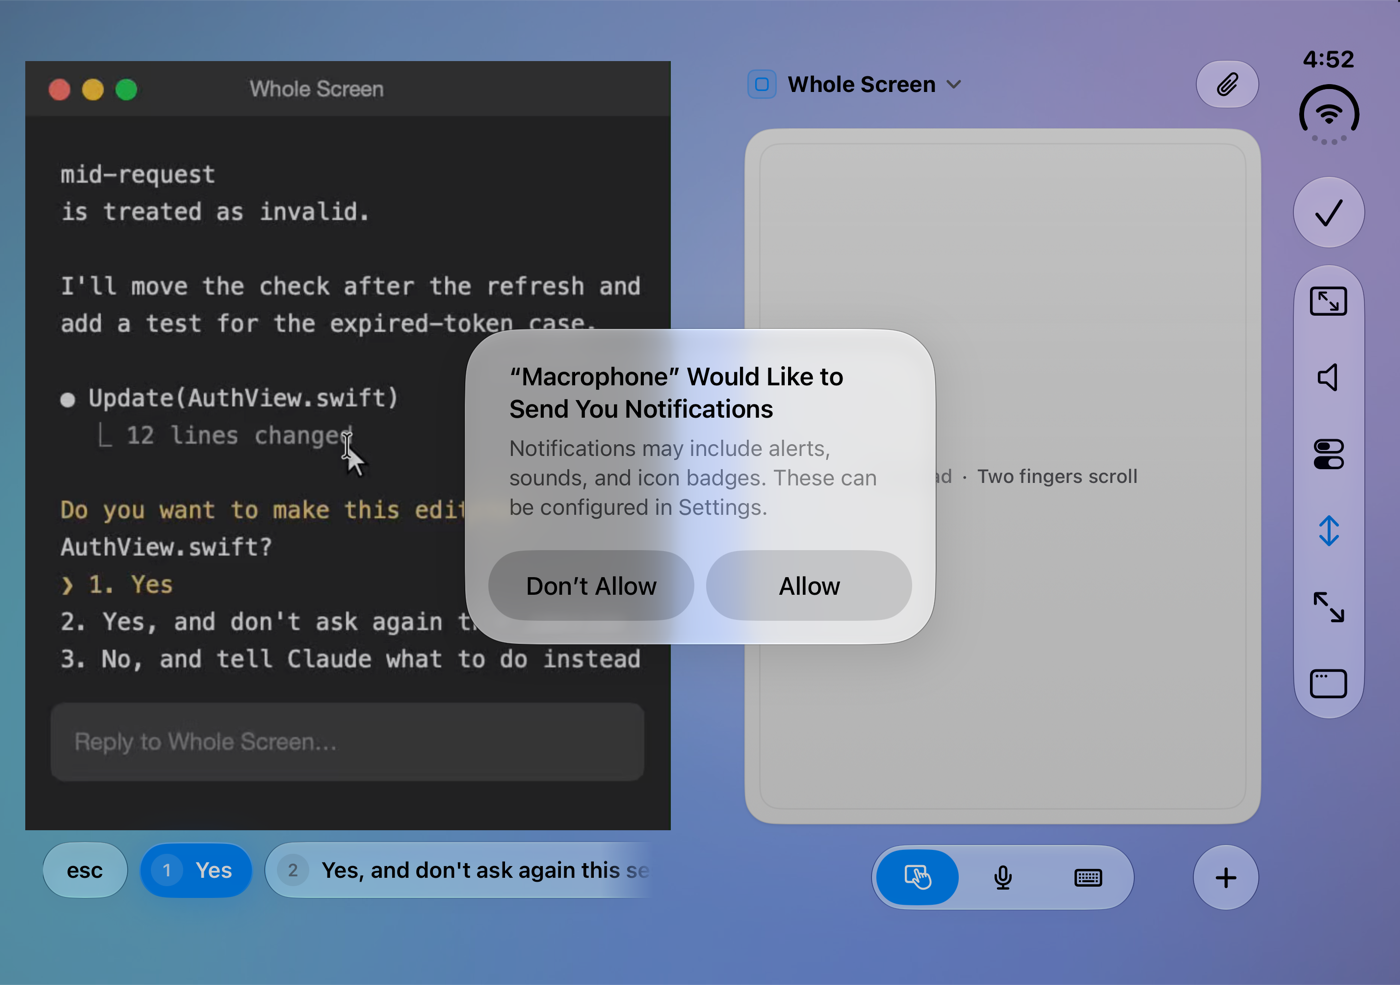 Whole Screen
mid-request
is treated as invalid.
I'll move the check after the refresh and
add a test for the expired-token case.
● Update(AuthView.swift)
⎿ 12 lines changed
Do you want to make this edit
AuthView.swift?
❯ 1. Yes
2. Yes, and don't ask again
3. No, and tell Claude what to do instead
Reply to Whole Screen...
esc
1 Yes
2 Yes, and don't ask again this
Whole Screen
4:52
· Two fingers scroll
“Macrophone” Would Like to
Send You Notifications
Notifications may include alerts,
sounds, and icon badges. These can
be configured in Settings.
Don’t Allow
Allow